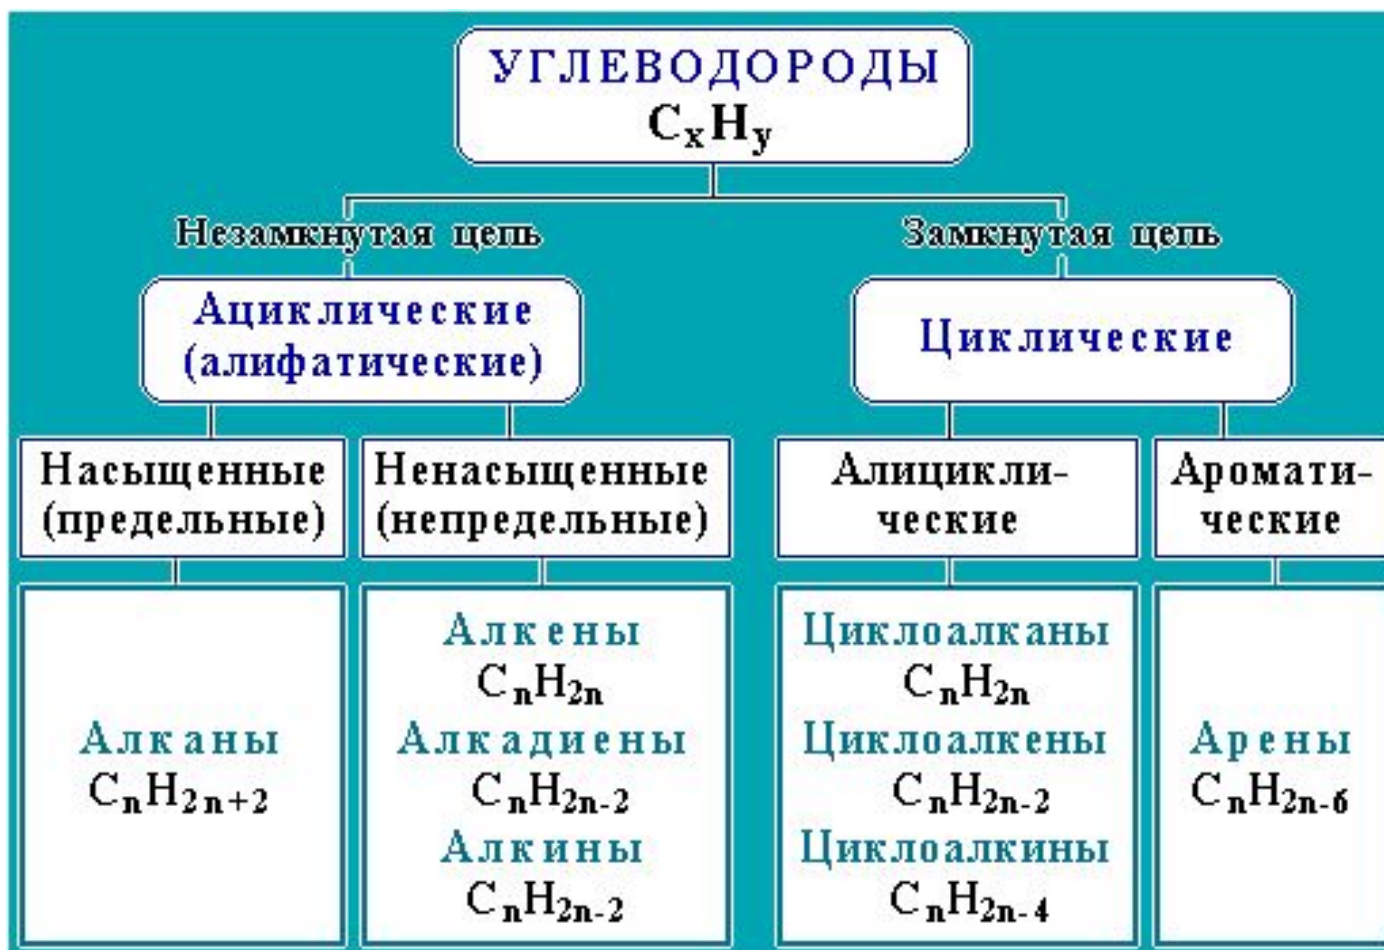 УГЛЕВОДОРОДЫ
CxHy
Незамкнутая цепь
Замкнутая цепь
Ациклические
(алифатические)
Циклические
Насыщенные
(предельные)
Ненасыщенные
(непредельные)
Алицикли-
ческие
Аромати-
ческие
Алканы
CnH2n+2
Алкены
CnH2n
Алкадиены
CnH2n-2
Алкины
CnH2n-2
Циклоалканы
CnH2n
Циклоалкены
CnH2n-2
Циклоалкины
CnH2n-4
Арены
CnH2n-6